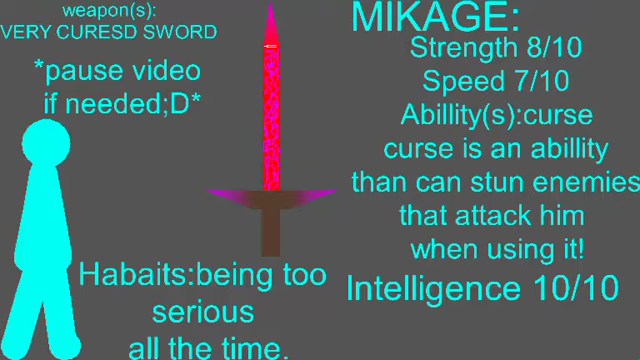 weapon(s):
VERY CURESD SWORD
*pause video
if needed;D*
MIKAGE:
Strength 8/10
Speed 7/10
Abillity(s):curse
curse is an abillity
than can stun enemies
that attack him
when using it!
Intelligence 10/10
Habaits:being too
serious
all the time.